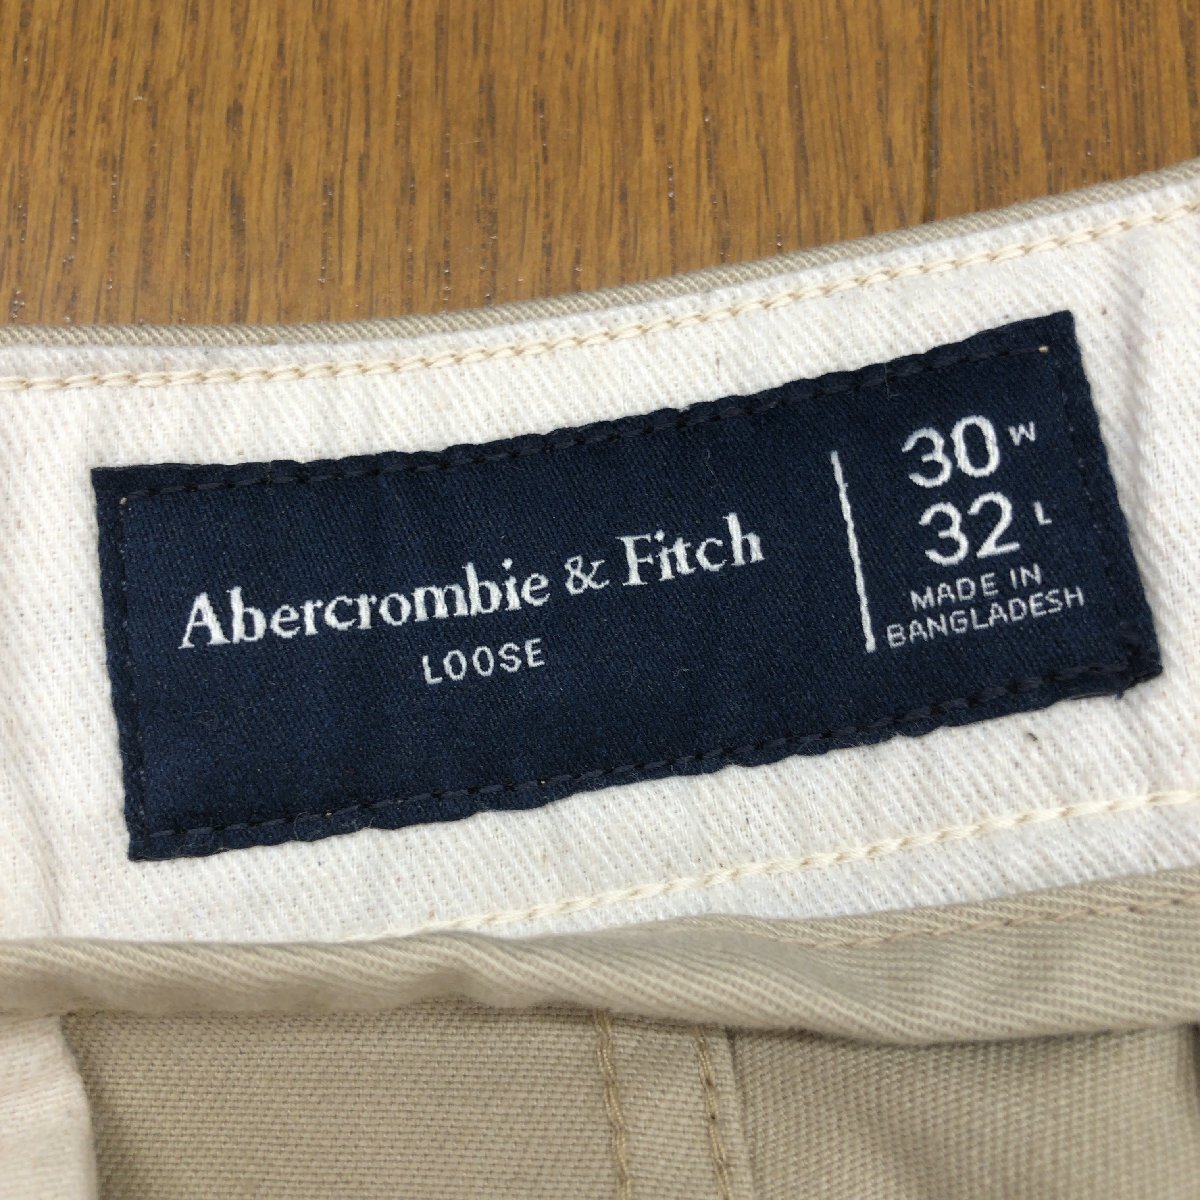 Abercrombie & Fitch
LOOSE
30 W
32 L
MADE IN
BANGLADESH